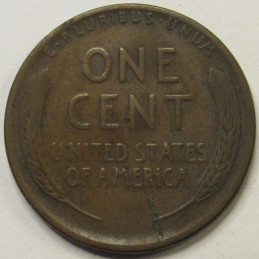 E·PLURIBUS·UNUM
ONE
CENT
UNITED STATES
OF AMERICA